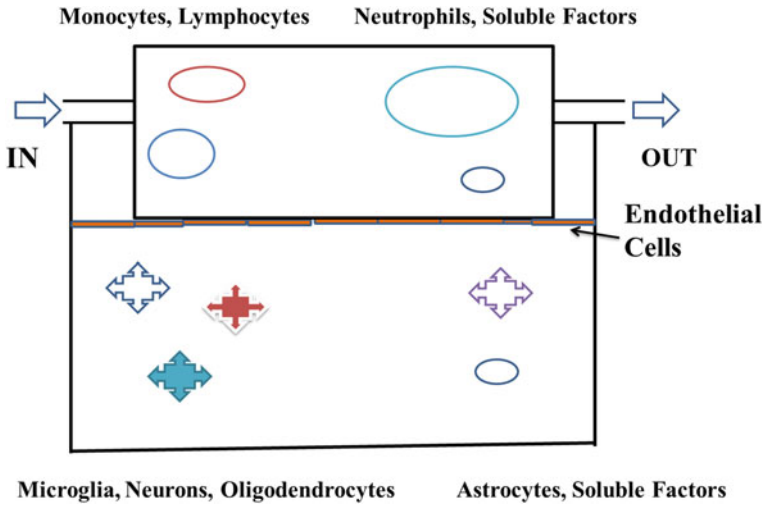 Monocytes, Lymphocytes
Neutrophils, Soluble Factors
IN
OUT
Endothelial
Cells
Microglia, Neurons, Oligodendrocytes
Astrocytes, Soluble Factors